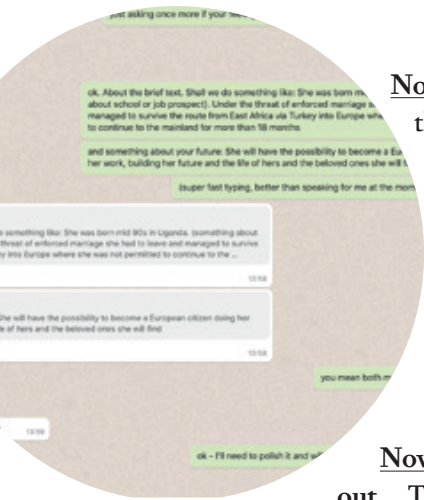 just asking once more if your
No
ok. About the brief text. Shall we do something like: She was born m
about school or job prospect). Under the threat of enforced marriage s
managed to survive the route from East Africa via Turkey into Europe whe
to continue to the mainland for more than 18 months
th
and something about your future: She will have the possibility to become a Eu
her work, building her future and the life of hers and the beloved ones she will f
(super fast typing, better than speaking for me at the mom
o something like: She was born mid 90s in Uganda. (something about
threat of enforced marriage she had to leave and managed to survive
y into Europe where she was not permitted to continue to the ...
13:58
he will have the possibility to become a European citizen doing her
e of hers and the beloved ones she will find
13:58
you mean both m
13:59
ok - I'll need to polish it and wi
Now
out. T